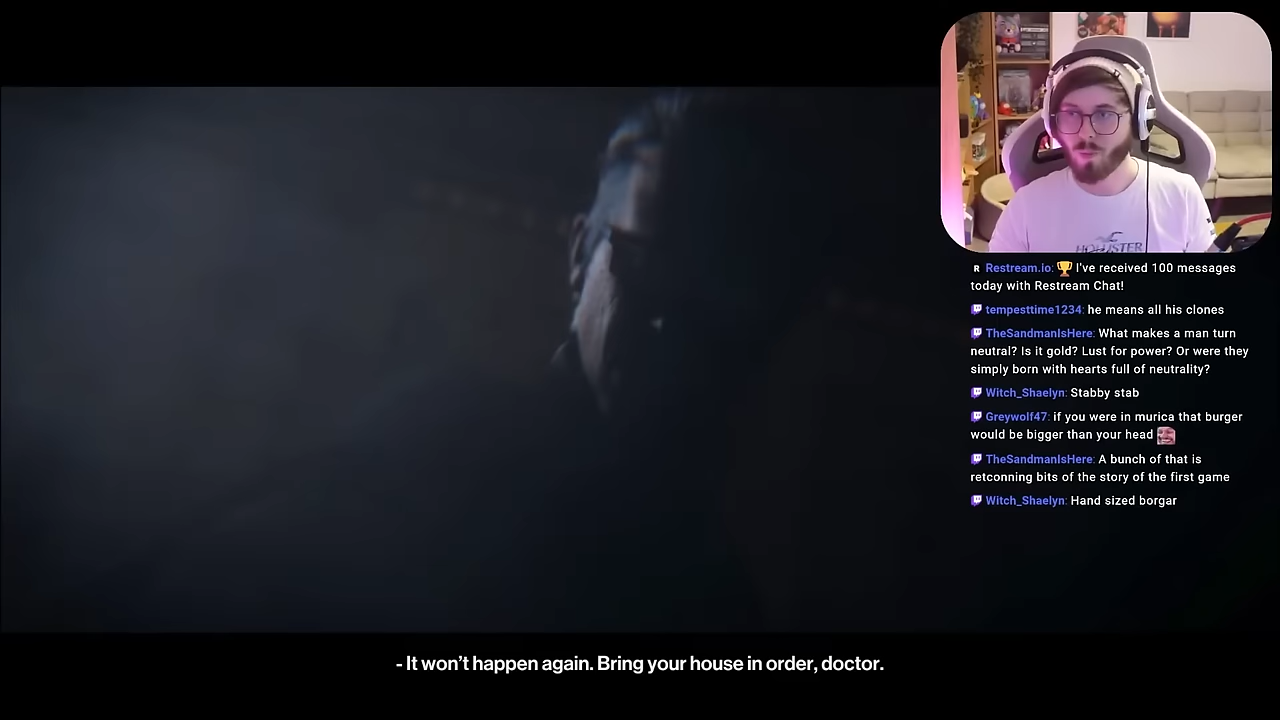 HOLLISTER
R Restream.io: 🏆 I've received 100 messages
today with Restream Chat!
tempesttime1234: he means all his clones
TheSandmanIsHere: What makes a man turn
neutral? Is it gold? Lust for power? Or were they
simply born with hearts full of neutrality?
Witch_Shaelyn: Stabby stab
Greywolf47: if you were in murica that burger
would be bigger than your head
TheSandmanIsHere: A bunch of that is
retconning bits of the story of the first game
Witch_Shaelyn: Hand sized borgar
- It won't happen again. Bring your house in order, doctor.